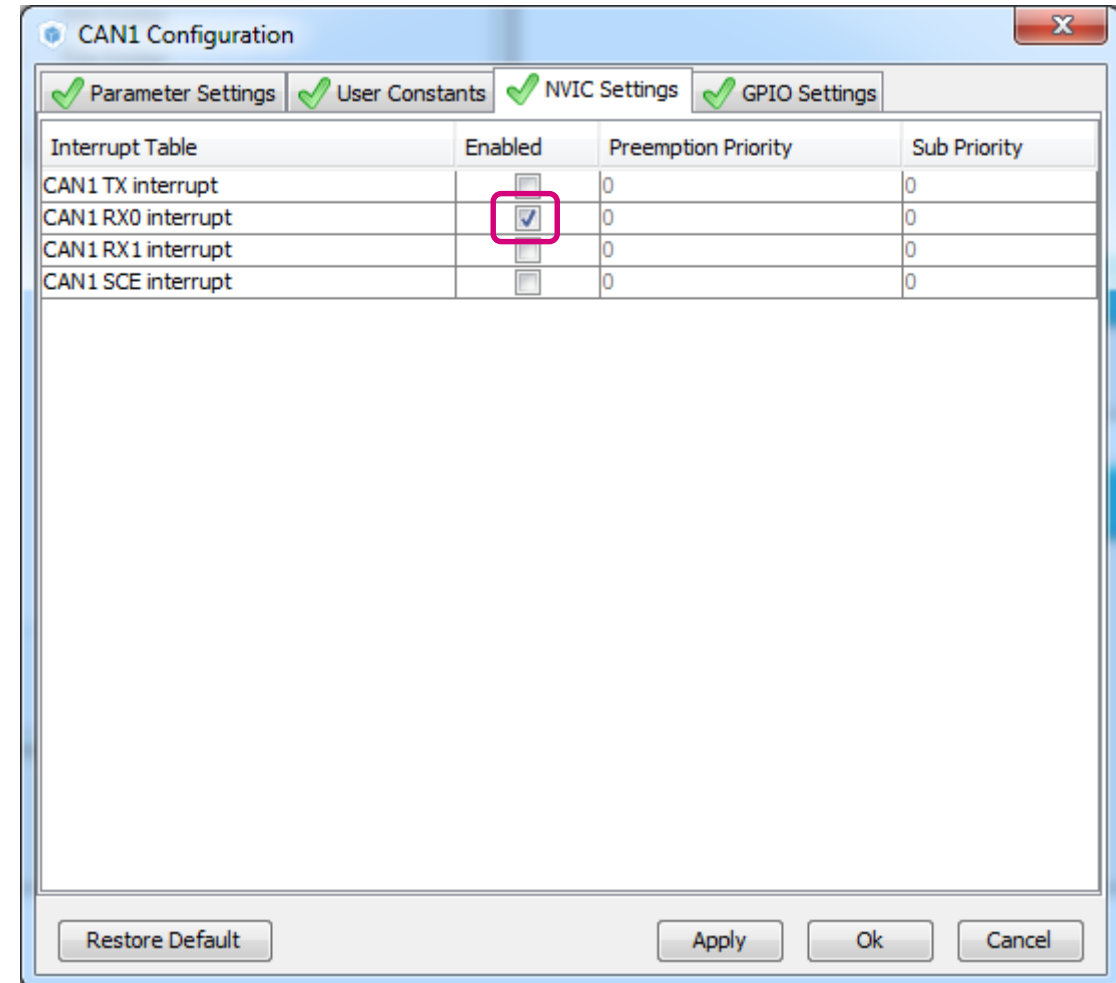 CAN1 Configuration
Parameter Settings User Constants NVIC Settings GPIO Settings
Interrupt Table Enabled Preemption Priority Sub Priority
CAN1 TX interrupt 0 0
CAN1 RX0 interrupt 0 0
CAN1 RX1 interrupt 0 0
CAN1 SCE interrupt 0 0
Restore Default Apply Ok Cancel